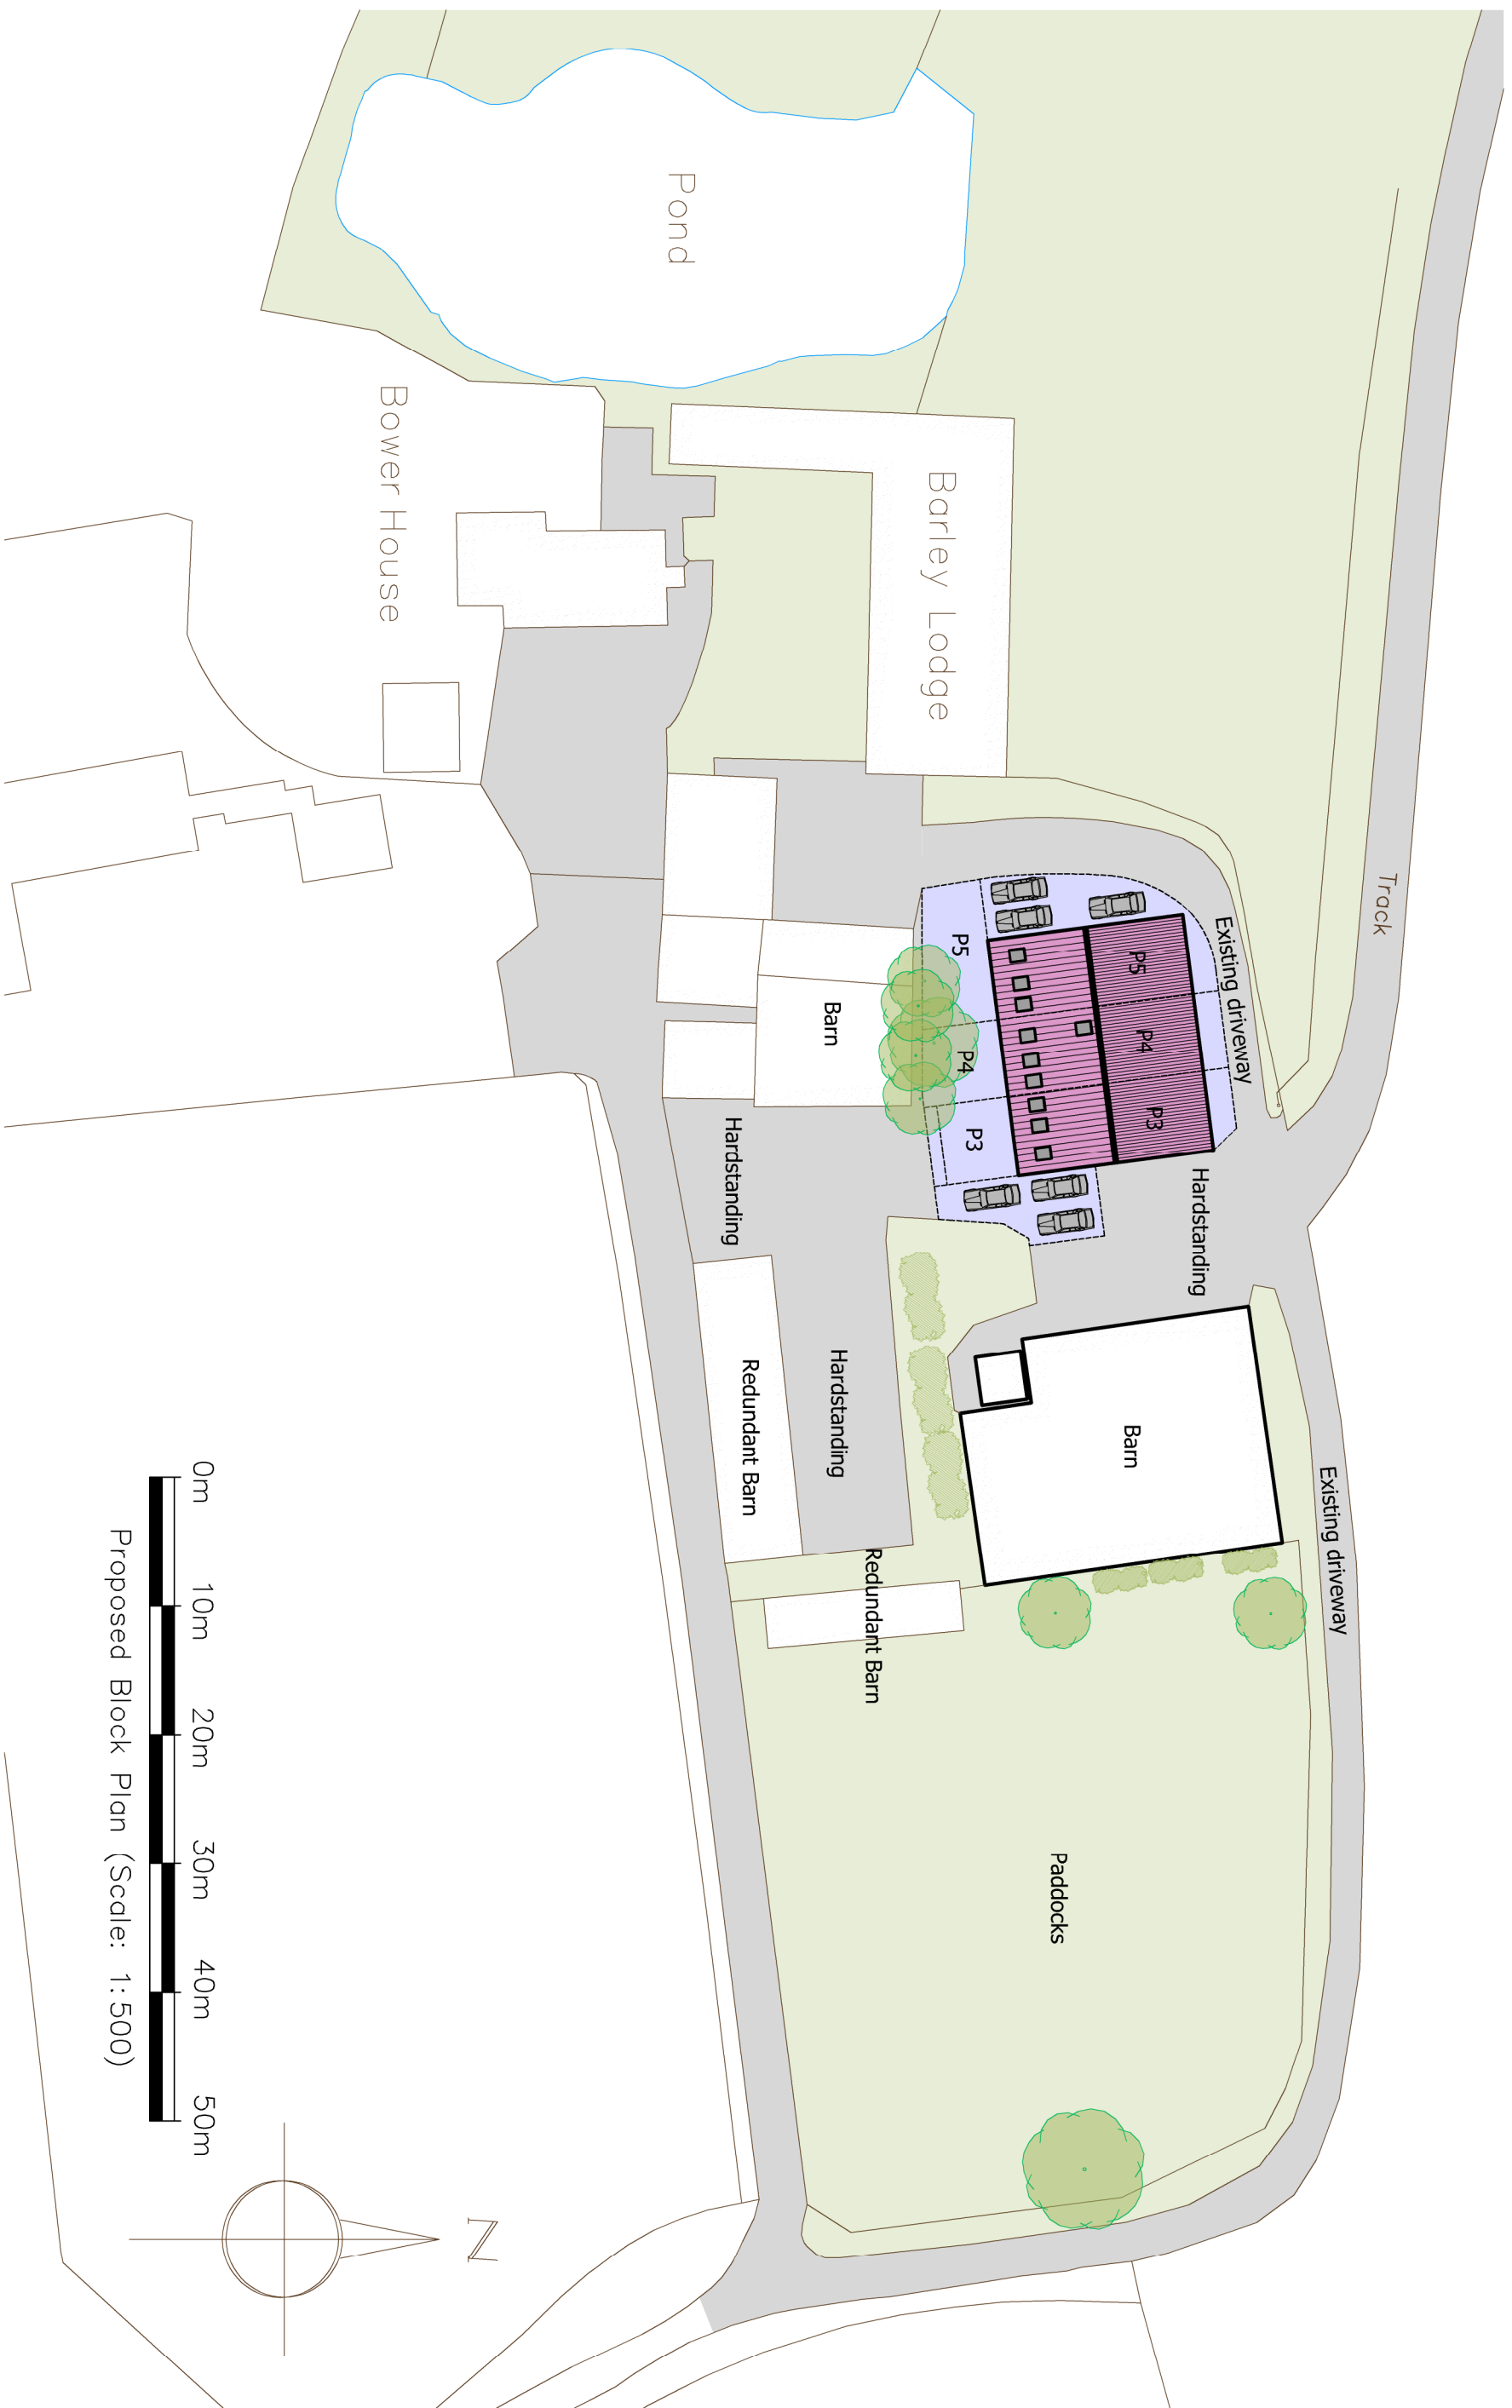 Track
Existing driveway
P5
P4
P3
P5
P4
P3
Hardstanding
Existing driveway
Barn
Paddocks
Pond
Barley Lodge
Barn
Hardstanding
Hardstanding
Redundant Barn
Redundant Barn
Bower House
N
0m 10m 20m 30m 40m 50m
Proposed Block Plan (Scale: 1:500)